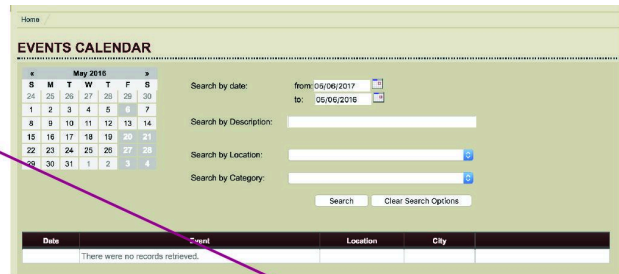 Home
EVENTS CALENDAR
« May 2016 »
S M T W T F S
24 25 26 27 28 29 30
1 2 3 4 5 6 7
8 9 10 11 12 13 14
15 16 17 18 19 20 21
22 23 24 25 26 27 28
29 30 31 1 2 3 4
Search by date: from: 05/06/2017
to: 05/06/2016
Search by Description:
Search by Location:
Search by Category:
Search Clear Search Options
Date Event Location City
There were no records retrieved.